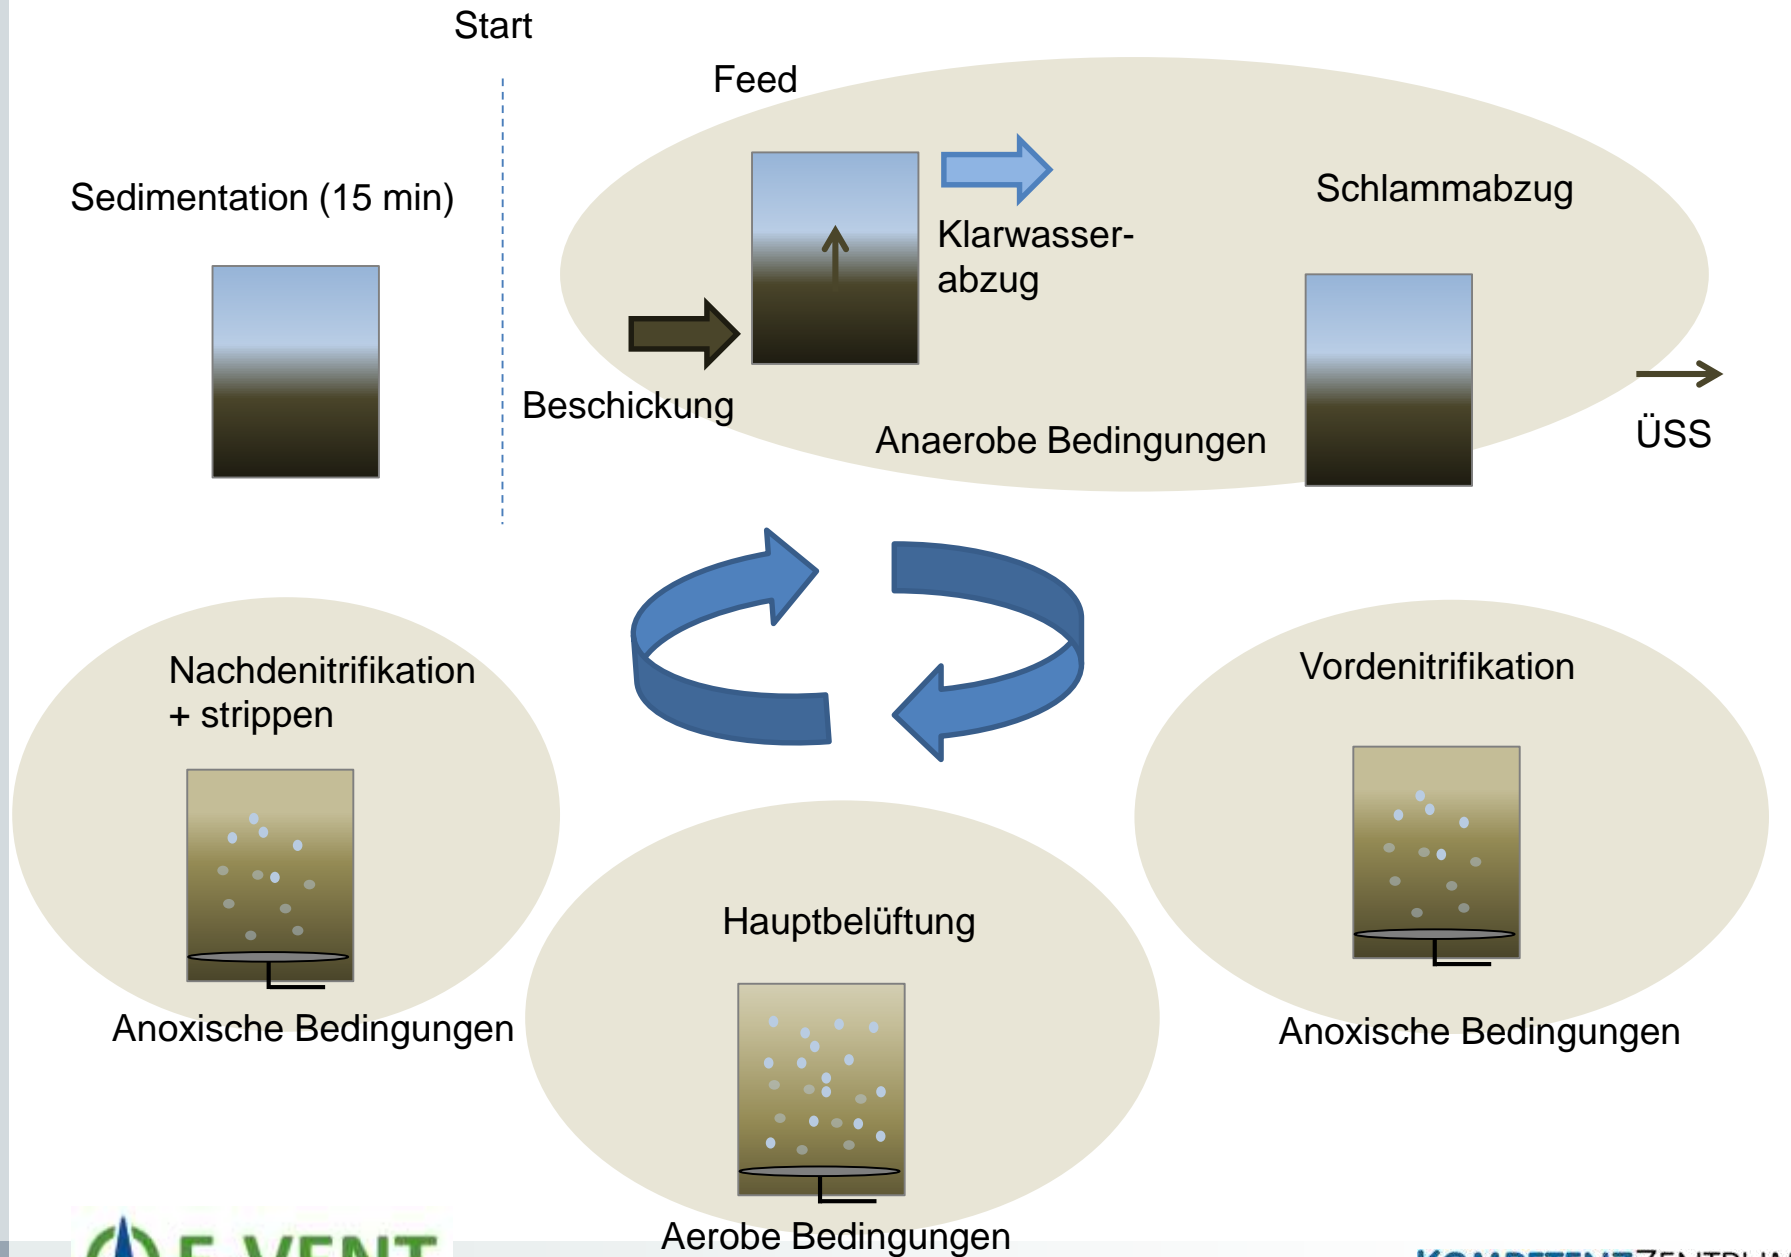 Start
Feed
Sedimentation (15 min)
Schlammabzug
Klarwasser-
abzug
Beschickung
Anaerobe Bedingungen
ÜSS
Nachdenitrifikation
+ strippen
Vordenitrifikation
Hauptbelüftung
Anoxische Bedingungen
Anoxische Bedingungen
Aerobe Bedingungen
E-VENT